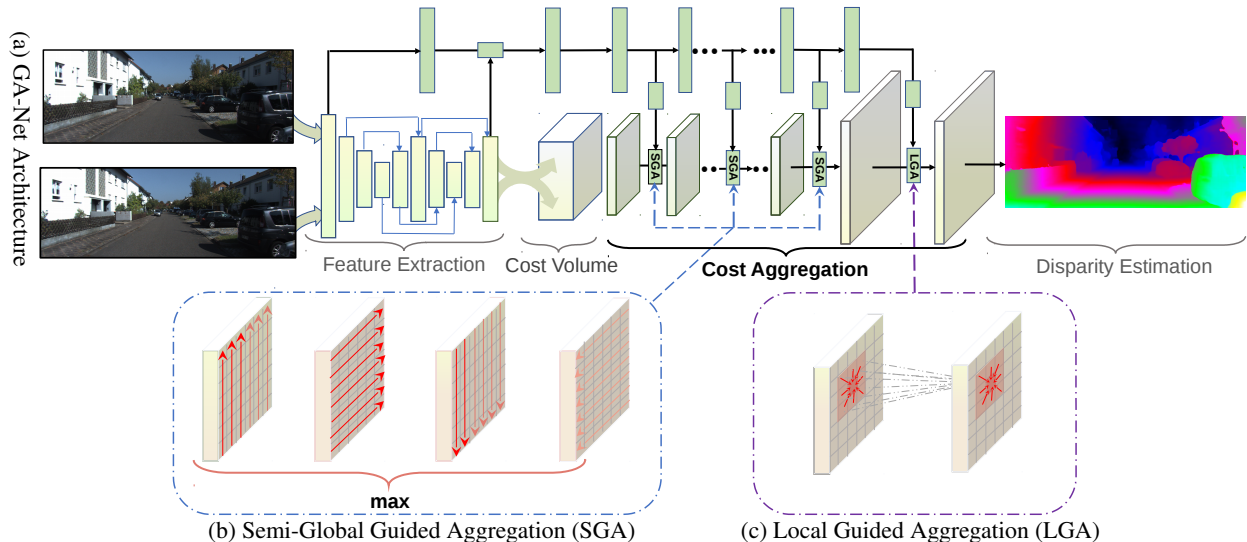 (a) GA-Net Architecture
SGA
SGA
SGA
LGA
Feature Extraction
Cost Volume
Cost Aggregation
Disparity Estimation
max
(b) Semi-Global Guided Aggregation (SGA)
(c) Local Guided Aggregation (LGA)